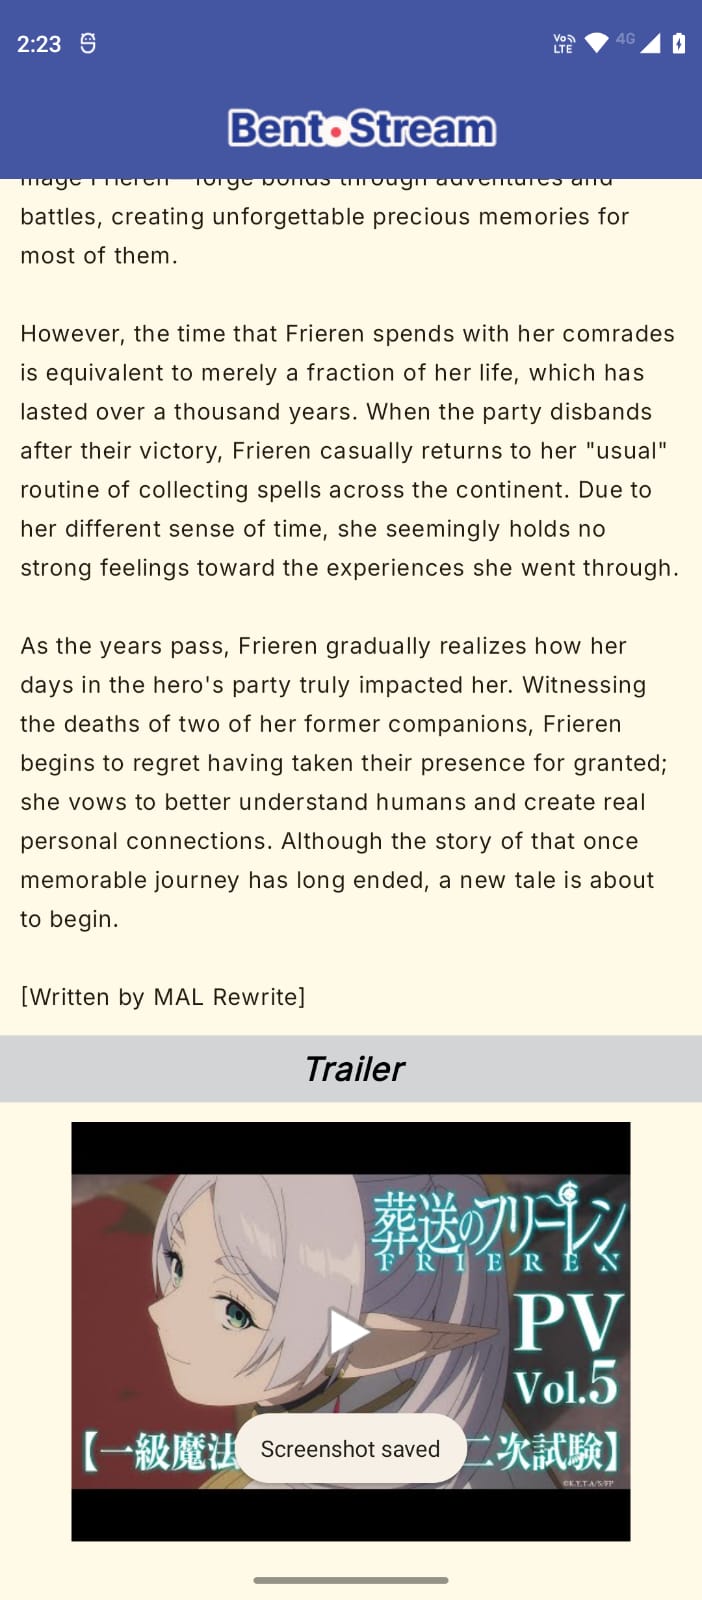 2:23
Vo))
LTE
4G
Bent Stream
mage Frieren—forge bonds through adventures and
battles, creating unforgettable precious memories for
most of them.
However, the time that Frieren spends with her comrades
is equivalent to merely a fraction of her life, which has
lasted over a thousand years. When the party disbands
after their victory, Frieren casually returns to her "usual"
routine of collecting spells across the continent. Due to
her different sense of time, she seemingly holds no
strong feelings toward the experiences she went through.
As the years pass, Frieren gradually realizes how her
days in the hero's party truly impacted her. Witnessing
the deaths of two of her former companions, Frieren
begins to regret having taken their presence for granted;
she vows to better understand humans and create real
personal connections. Although the story of that once
memorable journey has long ended, a new tale is about
to begin.
[Written by MAL Rewrite]
Trailer
葬送のフリーレン
FRIEREN
PV
Vol.5
【一級魔法 二次試験】
Screenshot saved
©K.Y,T.A/S/FP